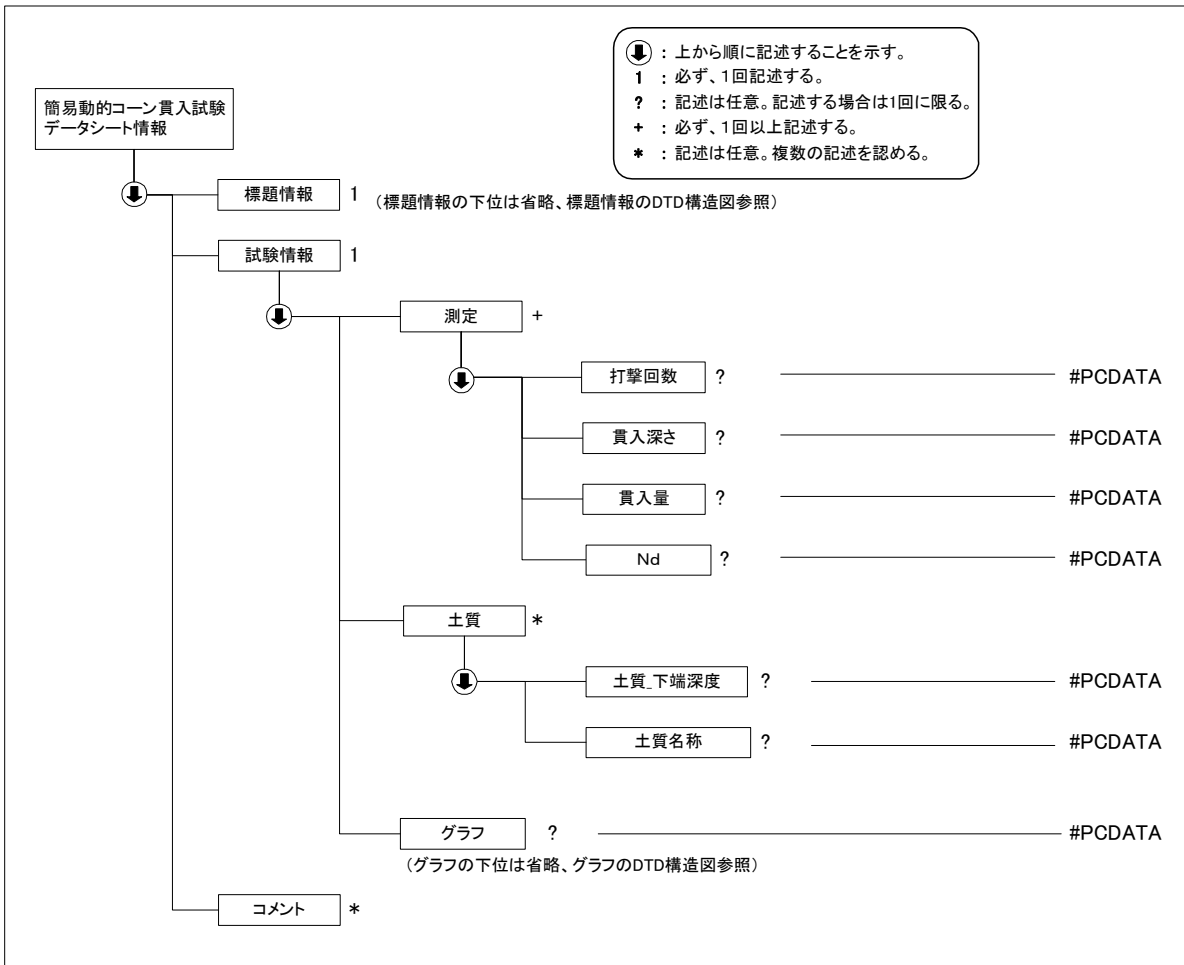 ： 上から順に記述することを示す。
1 ： 必ず、1回記述する。
? ： 記述は任意。記述する場合は1回に限る。
+ ： 必ず、1回以上記述する。
* ： 記述は任意。複数の記述を認める。
簡易動的コーン貫入試験
データシート情報
標題情報 1 （標題情報の下位は省略、標題情報のDTD構造図参照）
試験情報 1
測定 +
打撃回数 ? #PCDATA
貫入深さ ? #PCDATA
貫入量 ? #PCDATA
Nd ? #PCDATA
土質 *
土質_下端深度 ? #PCDATA
土質名称 ? #PCDATA
グラフ ? #PCDATA
（グラフの下位は省略、グラフのDTD構造図参照）
コメント *